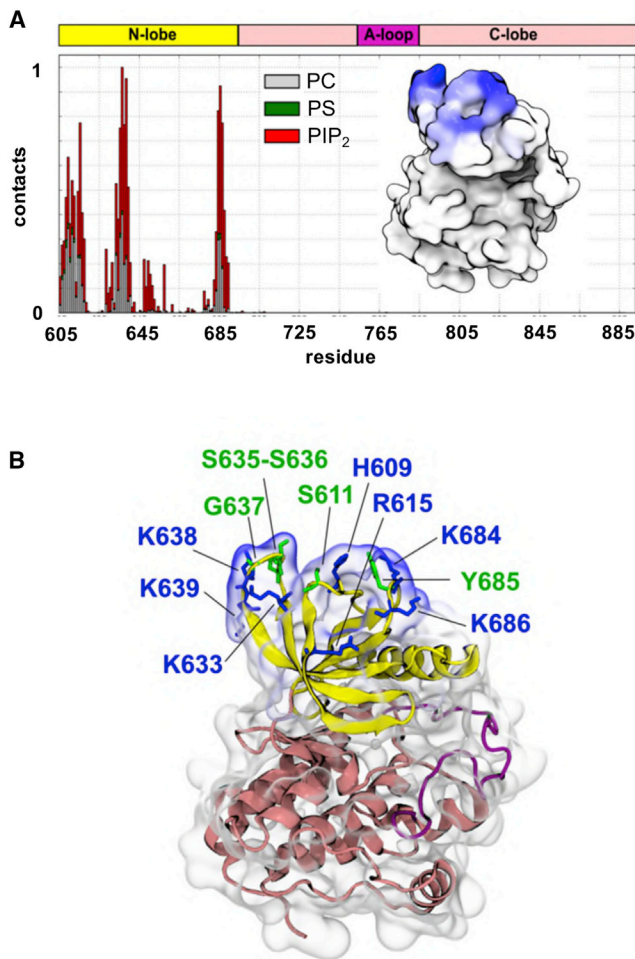 A
N-lobe A-loop C-lobe
1
PC
PS
PIP₂
contacts
0
605 645 685 725 765 805 845 885
residue
B
S635-S636
H609
G637 S611
R615
K638 K684
K639 Y685
K686
K633